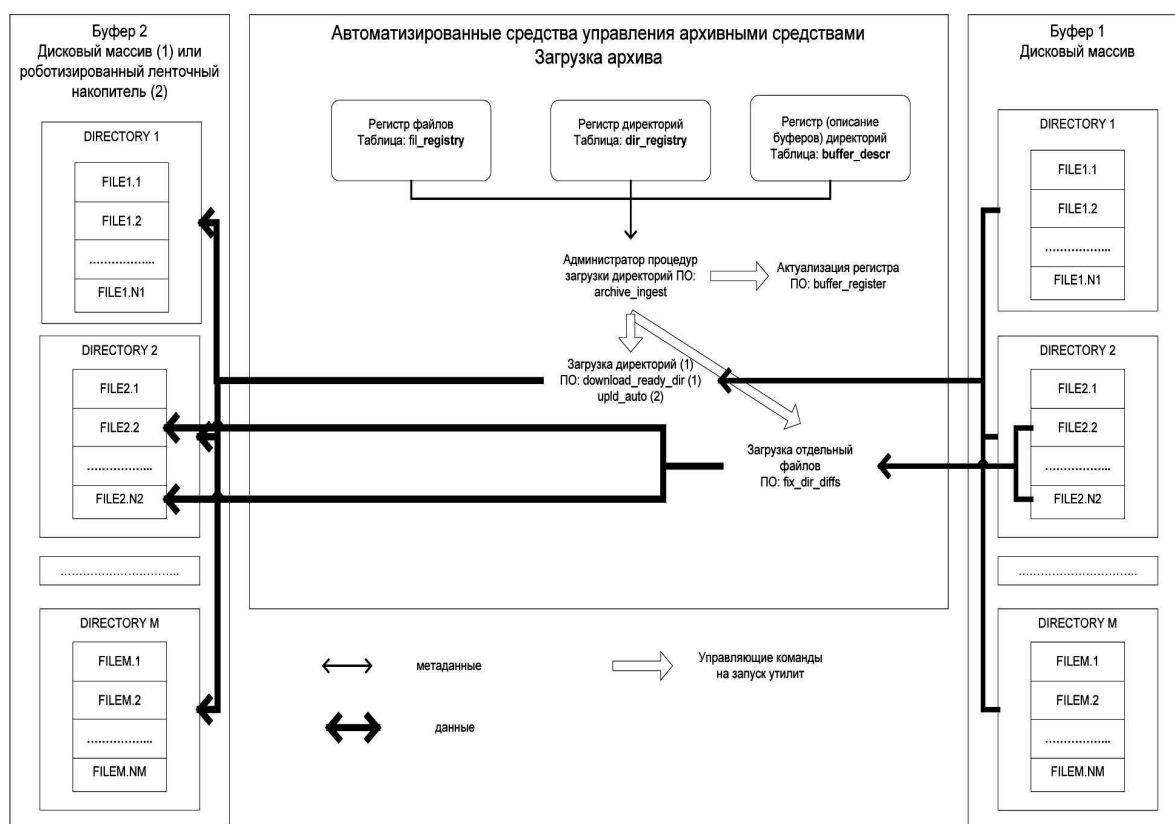 Буфер 2
Дисковый массив (1) или
роботизированный ленточный
накопитель (2)
DIRECTORY 1
FILE1.1
FILE1.2
……………...
FILE1.N1
DIRECTORY 2
FILE2.1
FILE2.2
……………...
FILE2.N2
…………………………..
DIRECTORY M
FILEM.1
FILEM.2
……………...
FILEM.NM
Автоматизированные средства управления архивными средствами
Загрузка архива
Регистр файлов
Таблица: fil_registry
Регистр директорий
Таблица: dir_registry
Регистр (описание
буферов) директорий
Таблица: buffer_descr
Администратор процедур
загрузки директорий ПО:
archive_ingest
Актуализация регистра
ПО: buffer_register
Загрузка директорий (1)
ПО: download_ready_dir (1)
upld_auto (2)
Загрузка отдельный
файлов
ПО: fix_dir_diffs
метаданные
Управляющие команды
на запуск утилит
данные
Буфер 1
Дисковый массив
DIRECTORY 1
FILE1.1
FILE1.2
……………...
FILE1.N1
DIRECTORY 2
FILE2.1
FILE2.2
……………...
FILE2.N2
…………………………..
DIRECTORY M
FILEM.1
FILEM.2
……………...
FILEM.NM